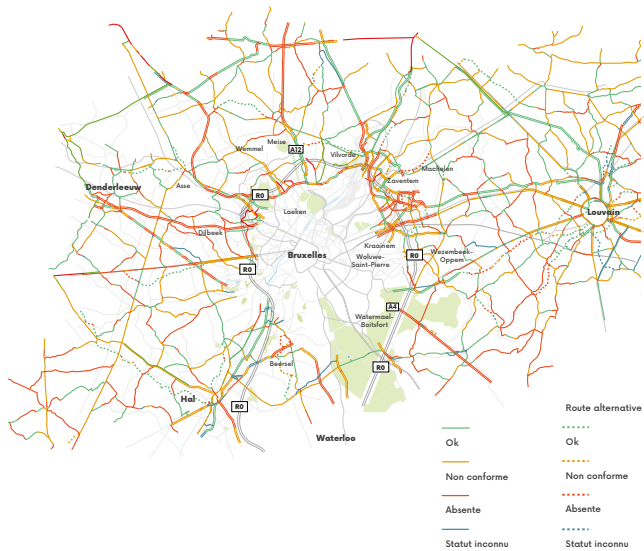 Meise
A12
Wemmel
Vilvorde
Machelen
Zaventem
Denderleeuw
Asse
R0
Laeken
Louvain
Dilbeek
Kraainem
Bruxelles
Woluwe-
Saint-Pierre
R0
Wezembeek-
Oppem
R0
A4
Watermael-
Boitsfort
Beersel
R0
Hal
R0
Waterloo
Route alternative
Ok
Ok
Non conforme
Non conforme
Absente
Absente
Statut inconnu
Statut inconnu